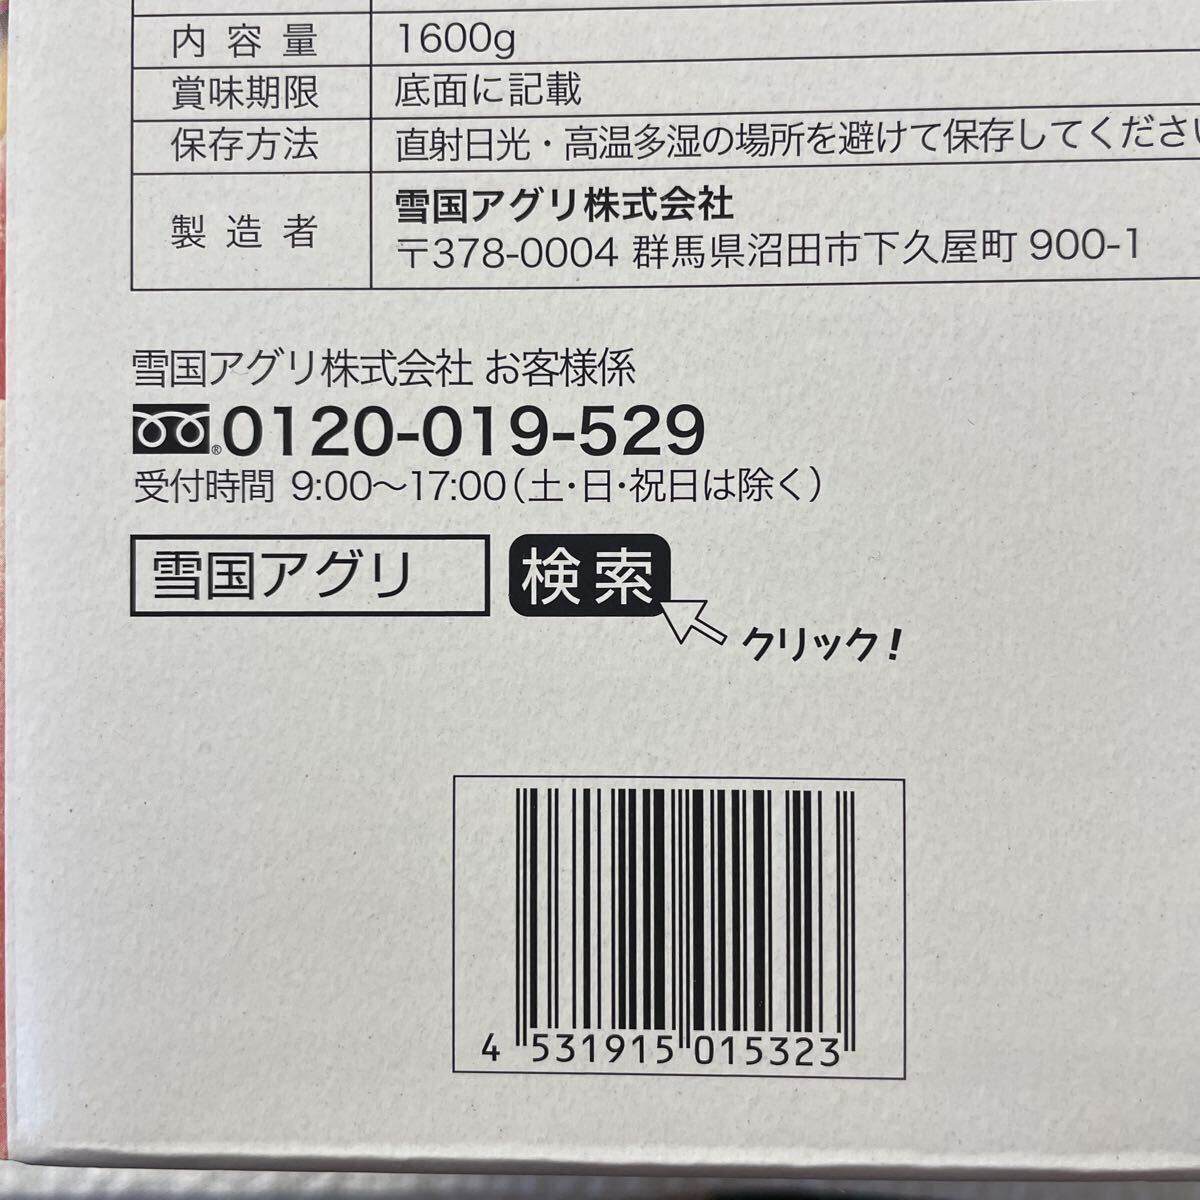 内容量 1600g
賞味期限 底面に記載
保存方法 直射日光・高温多湿の場所を避けて保存してくださ
製造者 雪国アグリ株式会社
〒378-0004 群馬県沼田市下久屋町 900-1
雪国アグリ株式会社 お客様係
0120-019-529
受付時間 9:00〜17:00（土・日・祝日は除く）
雪国アグリ 検索
クリック！
4 531915 015323